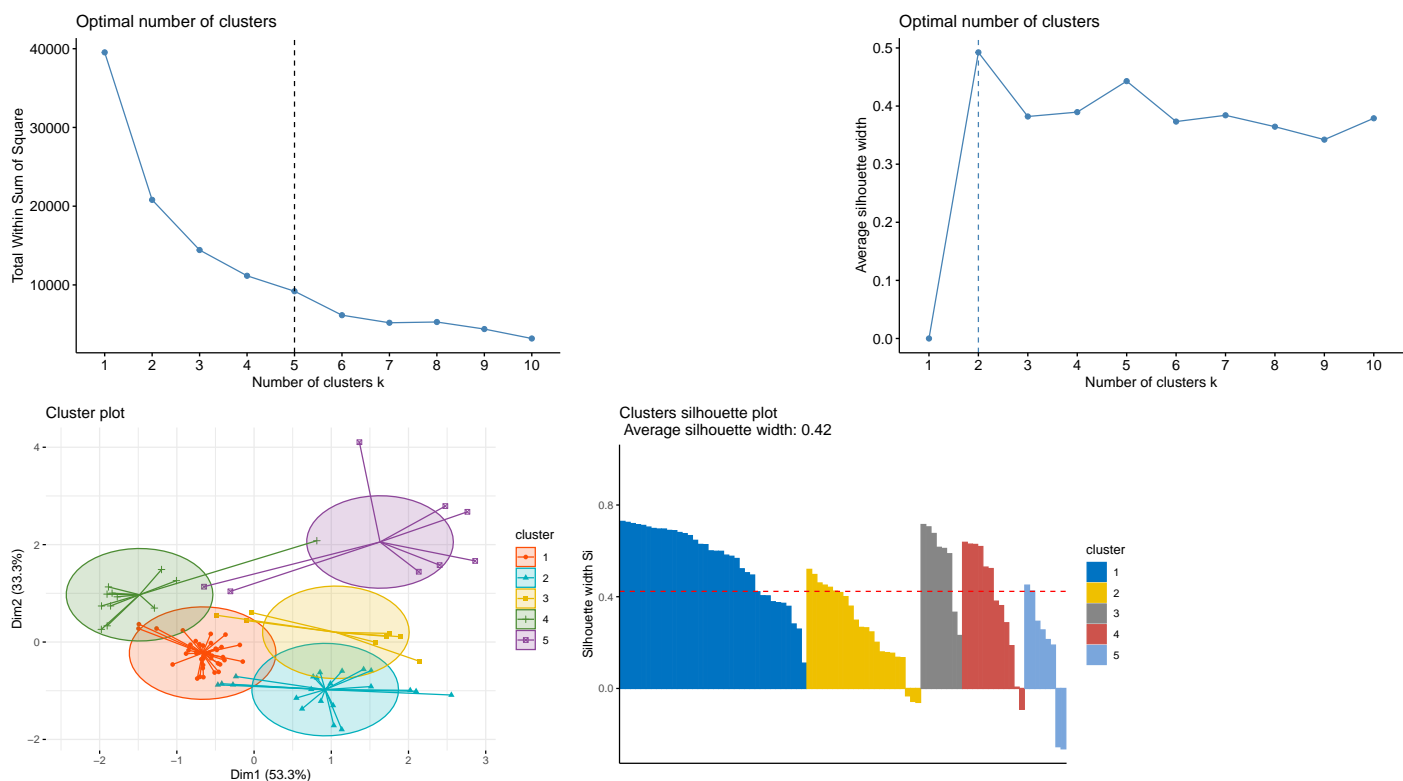 Optimal number of clusters
40000
30000
20000
10000
Total Within Sum of Square
1 2 3 4 5 6 7 8 9 10
Number of clusters k
Optimal number of clusters
0.5
0.4
0.3
0.2
0.1
0.0
Average silhouette width
1 2 3 4 5 6 7 8 9 10
Number of clusters k
Cluster plot
4
2
0
−2
Dim2 (33.3%)
−2 −1 0 1 2 3
Dim1 (53.3%)
cluster
1
2
3
4
5
Clusters silhouette plot
Average silhouette width: 0.42
0.8
0.4
0.0
Silhouette width Si
cluster
1
2
3
4
5